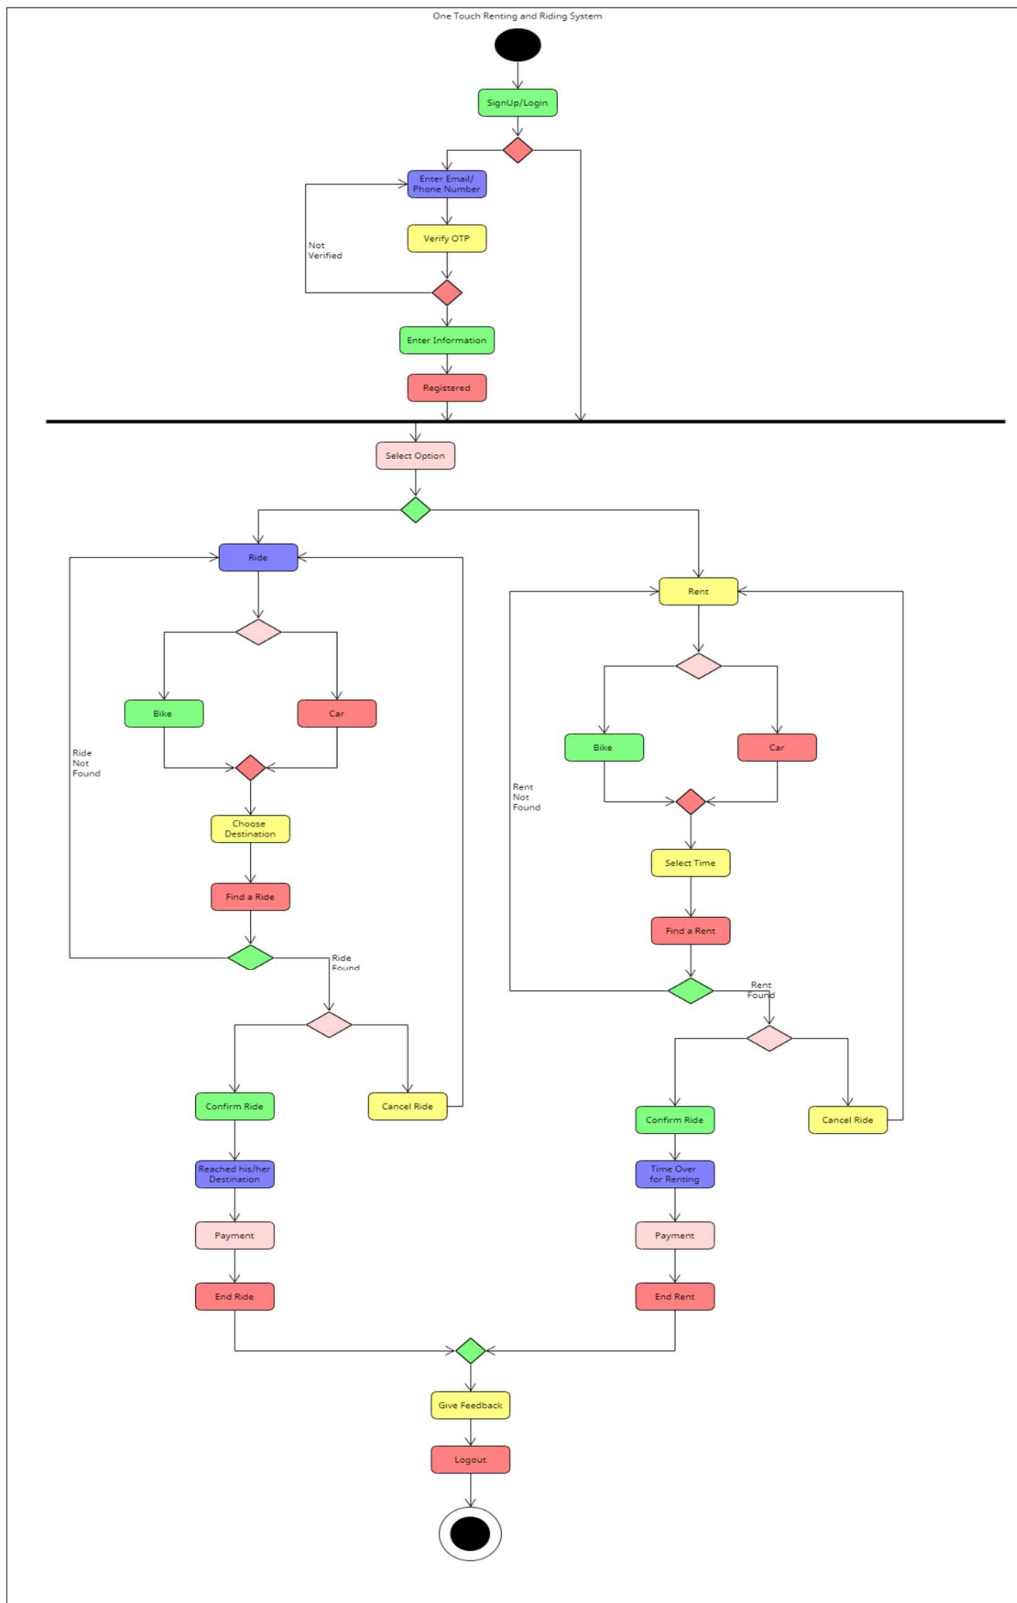 One Touch Renting and Riding System
SignUp/Login
Enter Email/
Phone Number
Verify OTP
Not
Verified
Enter Information
Registered
Select Option
Ride
Rent
Bike
Car
Bike
Car
Ride
Not
Found
Rent
Not
Found
Choose
Destination
Select Time
Find a Ride
Find a Rent
Ride
Found
Rent
Found
Confirm Ride
Cancel Ride
Confirm Ride
Cancel Ride
Reached his/her
Destination
Time Over
for Renting
Payment
Payment
End Ride
End Rent
Give Feedback
Logout